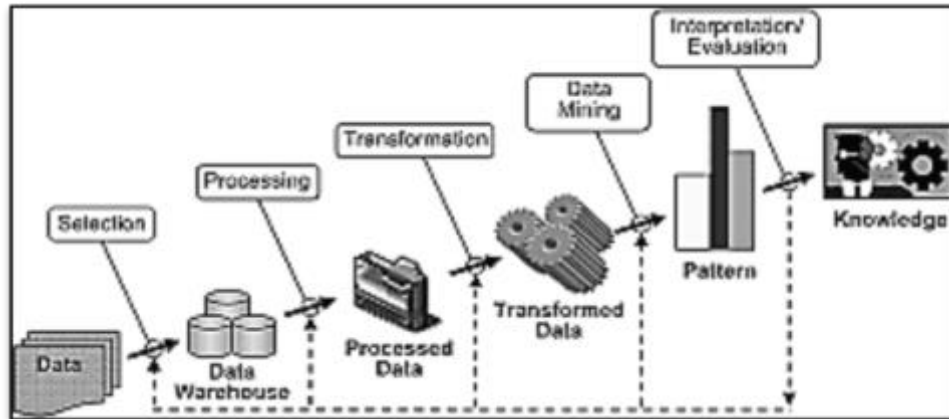 Interpretation/
Evaluation
Data
Mining
Transformation
Processing
Selection
Knowledge
Pattern
Transformed
Data
Processed
Data
Data
Warehouse
Data